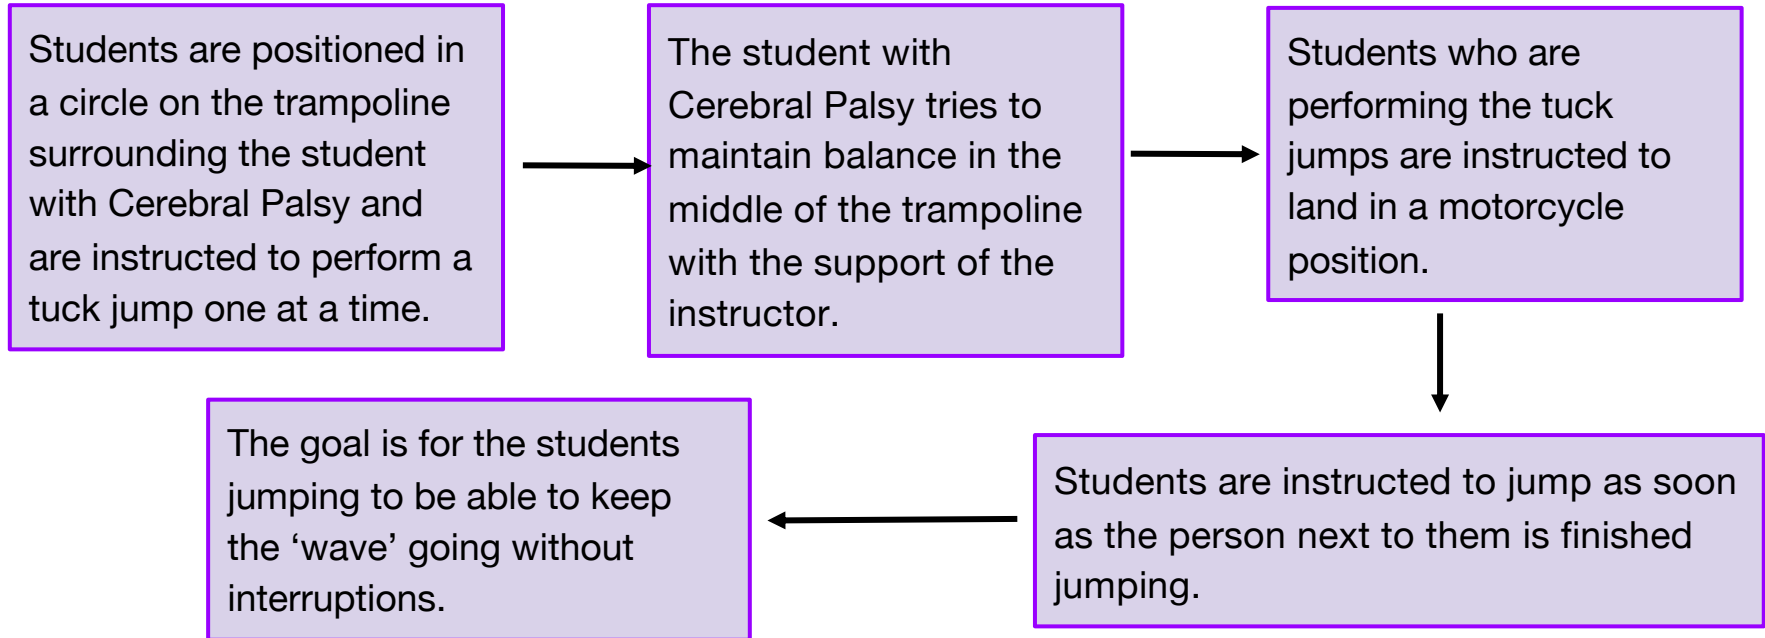 Students are positioned in
a circle on the trampoline
surrounding the student
with Cerebral Palsy and
are instructed to perform a
tuck jump one at a time.
The student with
Cerebral Palsy tries to
maintain balance in the
middle of the trampoline
with the support of the
instructor.
Students who are
performing the tuck
jumps are instructed to
land in a motorcycle
position.
Students are instructed to jump as soon
as the person next to them is finished
jumping.
The goal is for the students
jumping to be able to keep
the ‘wave’ going without
interruptions.